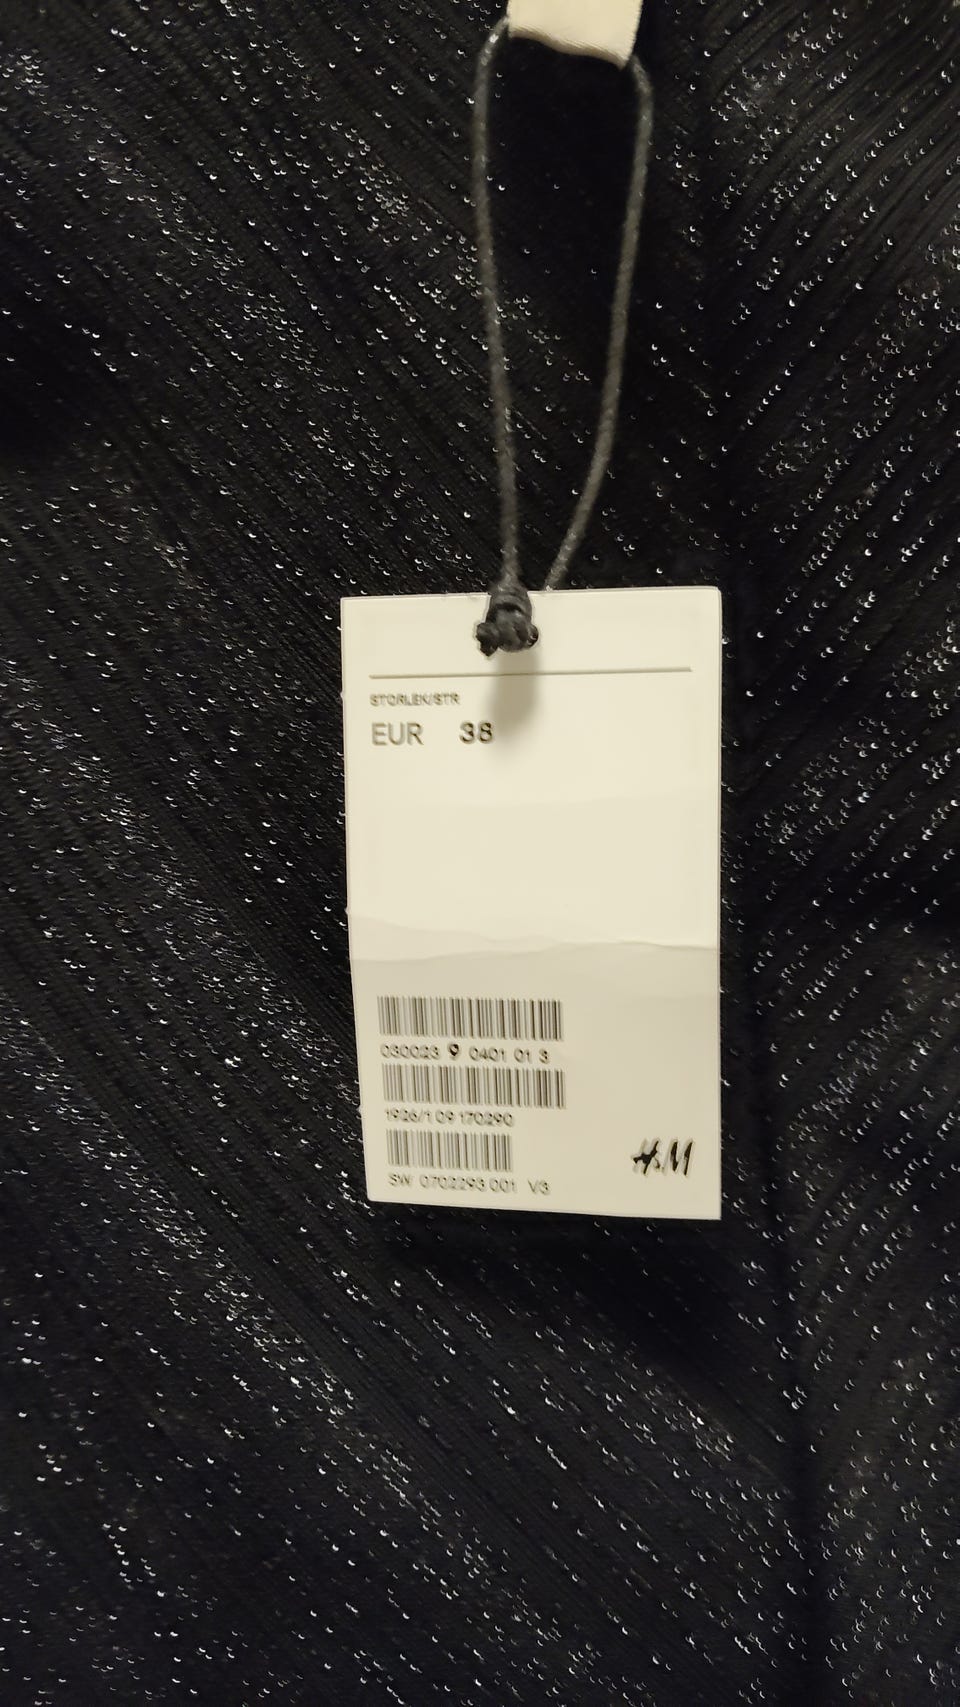 STORLEK/STR
EUR 38
030023 9 0401 01 3
1926/1 09 170290
SW 0702293 001 V3
H&M